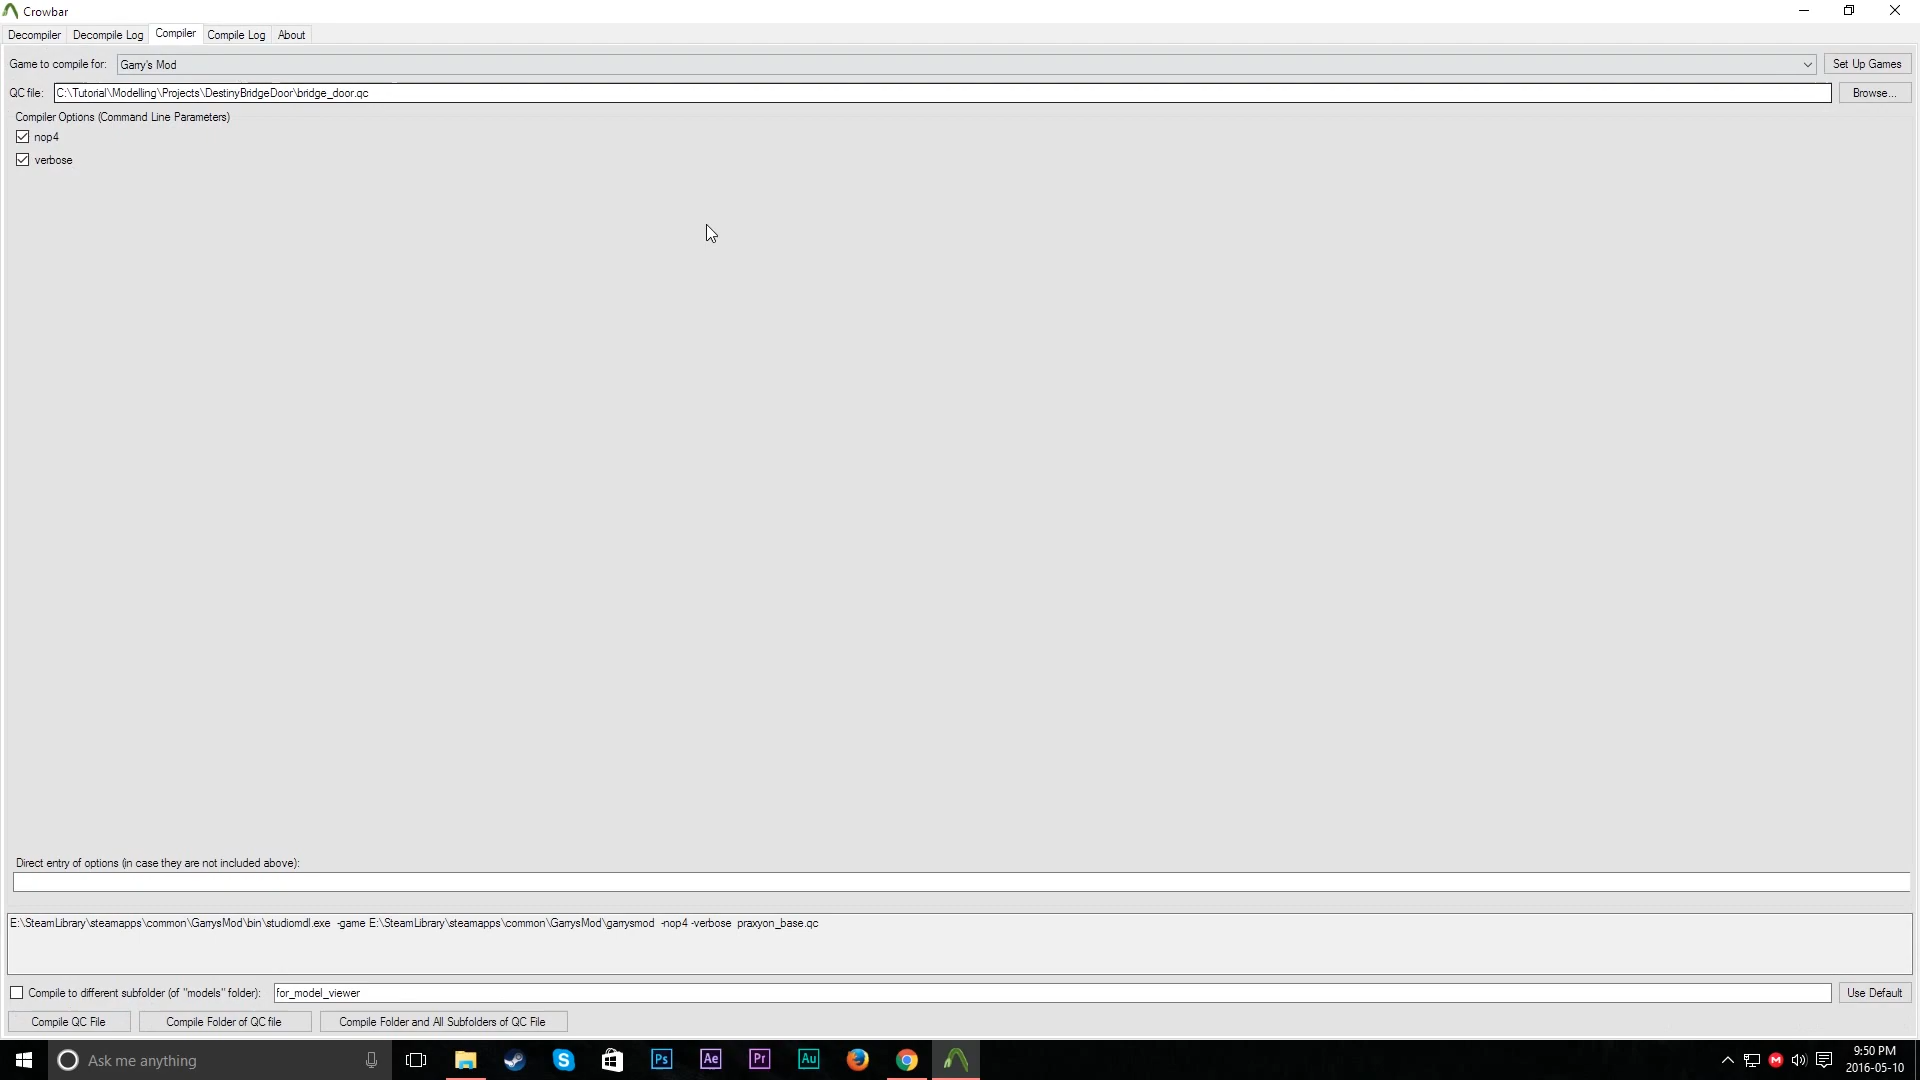 Crowbar
Decompiler Decompile Log Compiler Compile Log About
Game to compile for: Garry's Mod Set Up Games
QC file: C:\Tutorial\Modelling\Projects\DestinyBridgeDoor\bridge_door.qc Browse...
Compiler Options (Command Line Parameters)
nop4
verbose
Direct entry of options (in case they are not included above):
E:\SteamLibrary\steamapps\common\GarrysMod\bin\studiomdl.exe -game E:\SteamLibrary\steamapps\common\GarrysMod\garrysmod -nop4 -verbose praxyon_base.qc
Compile to different subfolder (of "models" folder): for_model_viewer Use Default
Compile QC File Compile Folder of QC file Compile Folder and All Subfolders of QC File
Ask me anything Ps Ae Pr Au 9:50 PM
2016-05-10